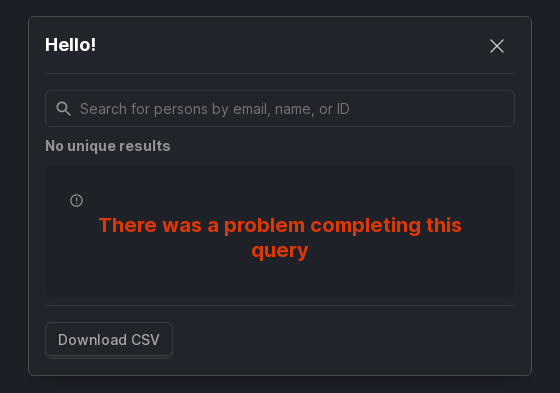 Hello!
Search for persons by email, name, or ID
No unique results
There was a problem completing this
query
Download CSV